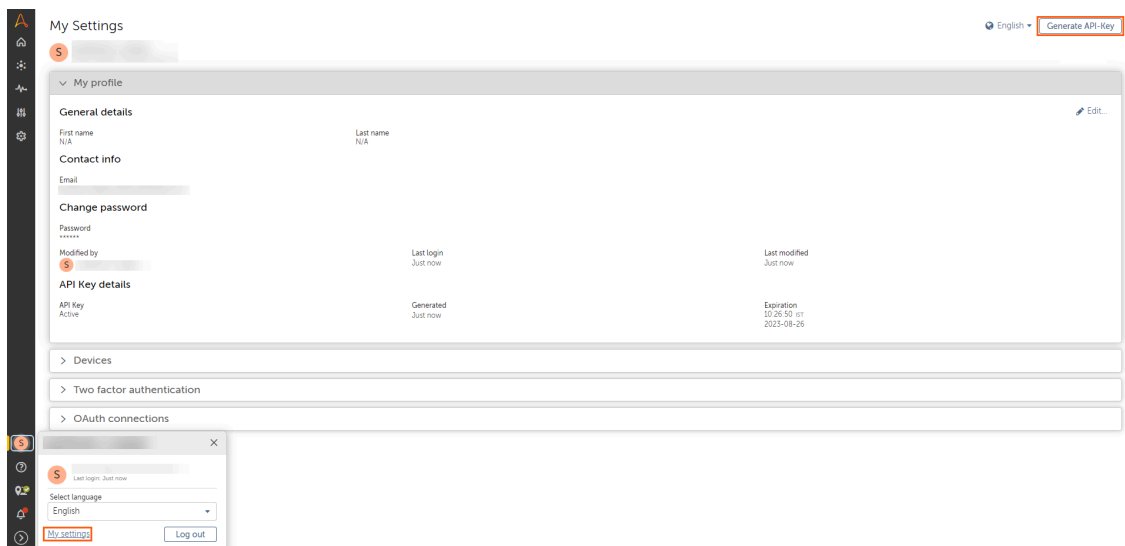 My Settings
English
Generate API-Key
S
My profile
General details
Edit...
First name
Last name
N/A
N/A
Contact info
Email
Change password
Password
******
Modified by
Last login
Last modified
S
Just now
Just now
API Key details
API Key
Generated
Expiration
Active
Just now
10:26:50 IST
2023-08-26
Devices
Two factor authentication
OAuth connections
S
S
Last login: Just now
Select language
English
My settings
Log out